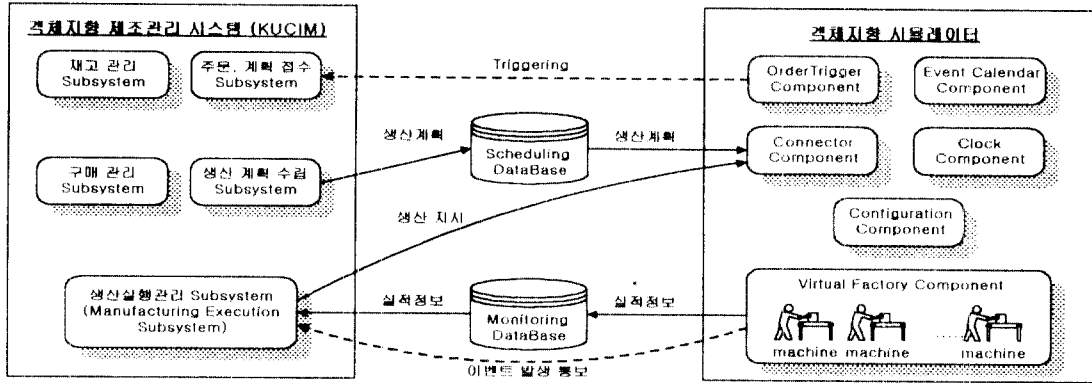 객체지향 제조관리 시스템 (KUCIM)
재고 관리
Subsystem
주문, 계획 접수
Subsystem
구매 관리
Subsystem
생산 계획 수립
Subsystem
생산실행관리 Subsystem
(Manufacturing Execution
Subsystem)
Triggering
생산계획
Scheduling
DataBase
생산계획
생산 지시
실적정보
Monitoring
DataBase
실적정보
이벤트 발생 통보
객체지향 시뮬레이터
OrderTrigger
Component
Event Calendar
Component
Connector
Component
Clock
Component
Configuration
Component
Virtual Factory Component
machine
machine
......
machine